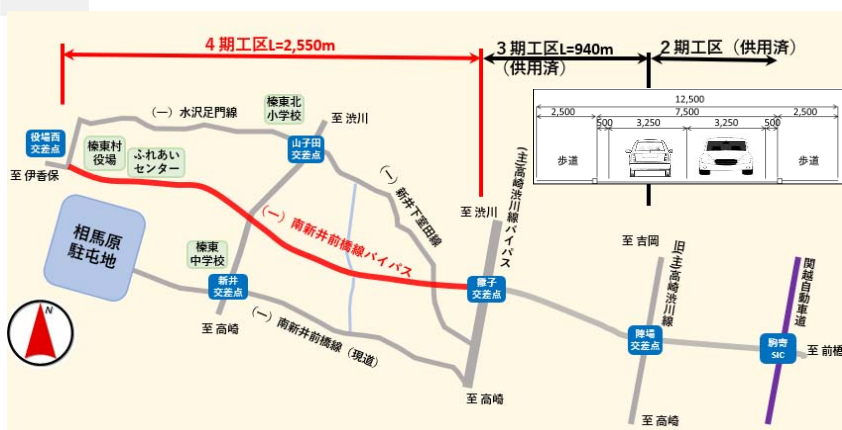 4期工区L=2,550m
3期工区L=940m
(供用済)
2期工区(供用済)
12,500
2,500
7,500
2,500
500
3,250
3,250
500
歩道
歩道
(一)水沢足門線
榛東北
小学校
至 渋川
役場西
交差点
榛東村
役場
ふれあい
センター
山子田
交差点
至 伊香保
(一)新井下室田線
(主)高崎渋川線バイパス
至 渋川
相馬原
駐屯地
榛東
中学校
(一)南新井前橋線バイパス
至 吉岡
旧(主)高崎渋川線
関越自動車道
新井
交差点
交差点
至 高崎
(一)南新井前橋線(現道)
陣場
交差点
駒寄
SIC
至 前橋
N
至 高崎
至 高崎